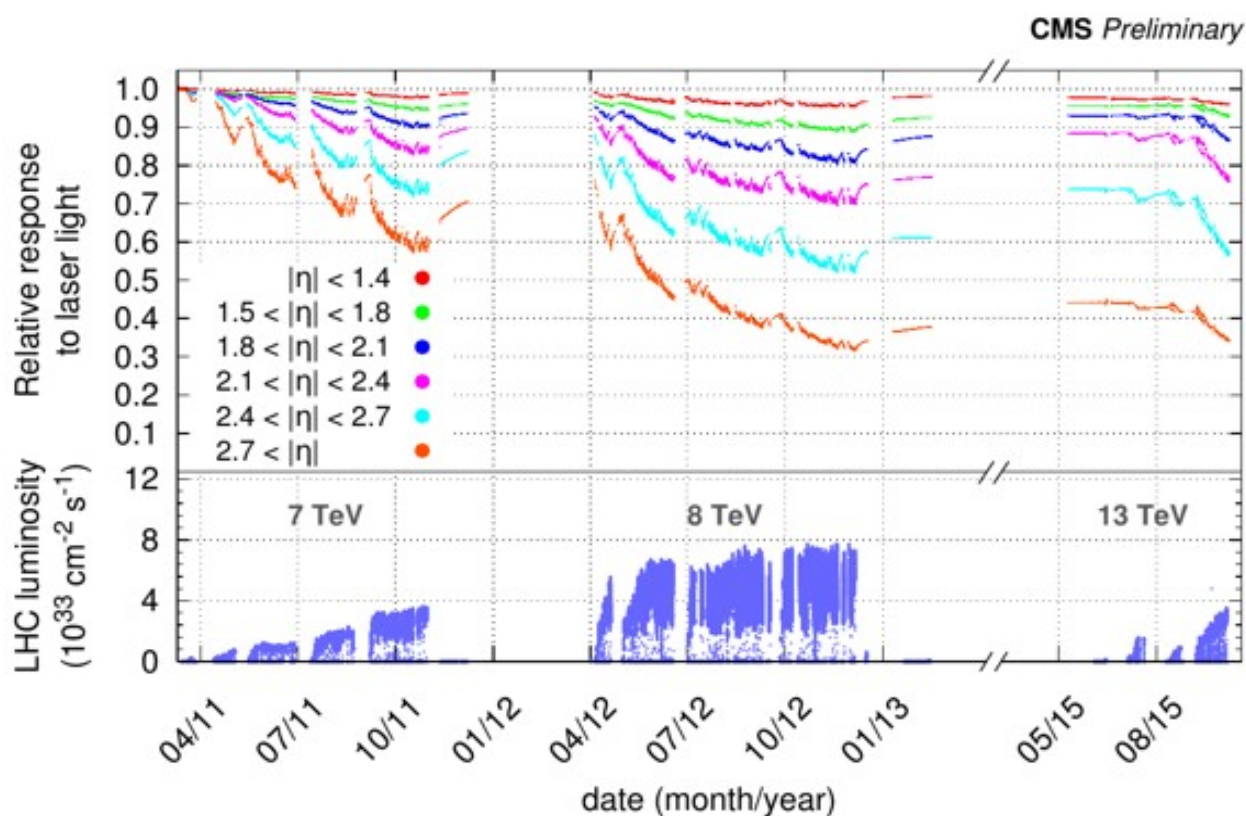 CMS Preliminary
Relative response
to laser light
1.0
0.9
0.8
0.7
0.6
0.5
0.4
0.3
0.2
0.1
|η| < 1.4
1.5 < |η| < 1.8
1.8 < |η| < 2.1
2.1 < |η| < 2.4
2.4 < |η| < 2.7
2.7 < |η|
LHC luminosity
(10³³ cm⁻² s⁻¹)
12
8
4
0
7 TeV
8 TeV
13 TeV
04/11
07/11
10/11
01/12
04/12
07/12
10/12
01/13
05/15
08/15
date (month/year)